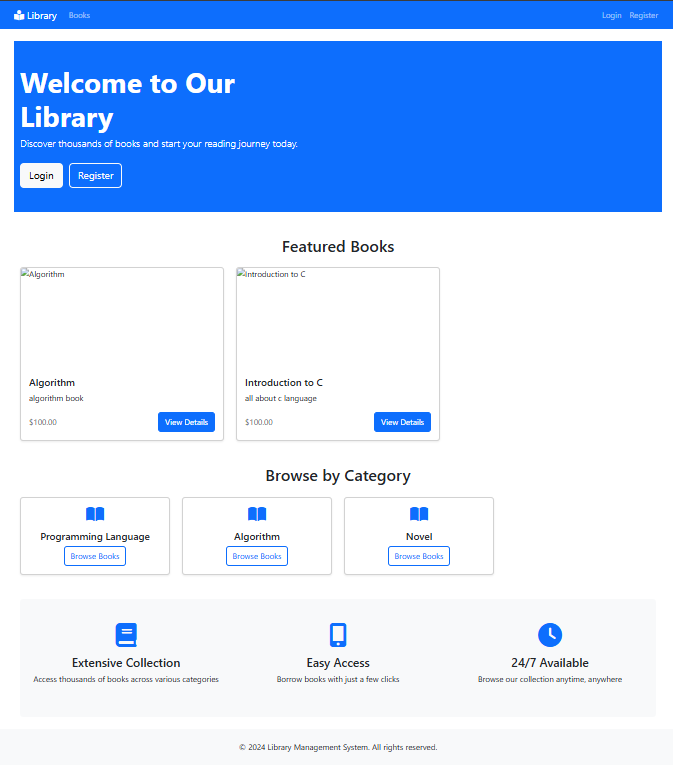 Library Books Login Register
Welcome to Our
Library
Discover thousands of books and start your reading journey today.
Login Register
Featured Books
Algorithm Introduction to C
Algorithm Introduction to C
algorithm book all about c language
$100.00 View Details $100.00 View Details
Browse by Category
Programming Language Algorithm Novel
Browse Books Browse Books Browse Books
Extensive Collection Easy Access 24/7 Available
Access thousands of books across various categories Borrow books with just a few clicks Browse our collection anytime, anywhere
© 2024 Library Management System. All rights reserved.